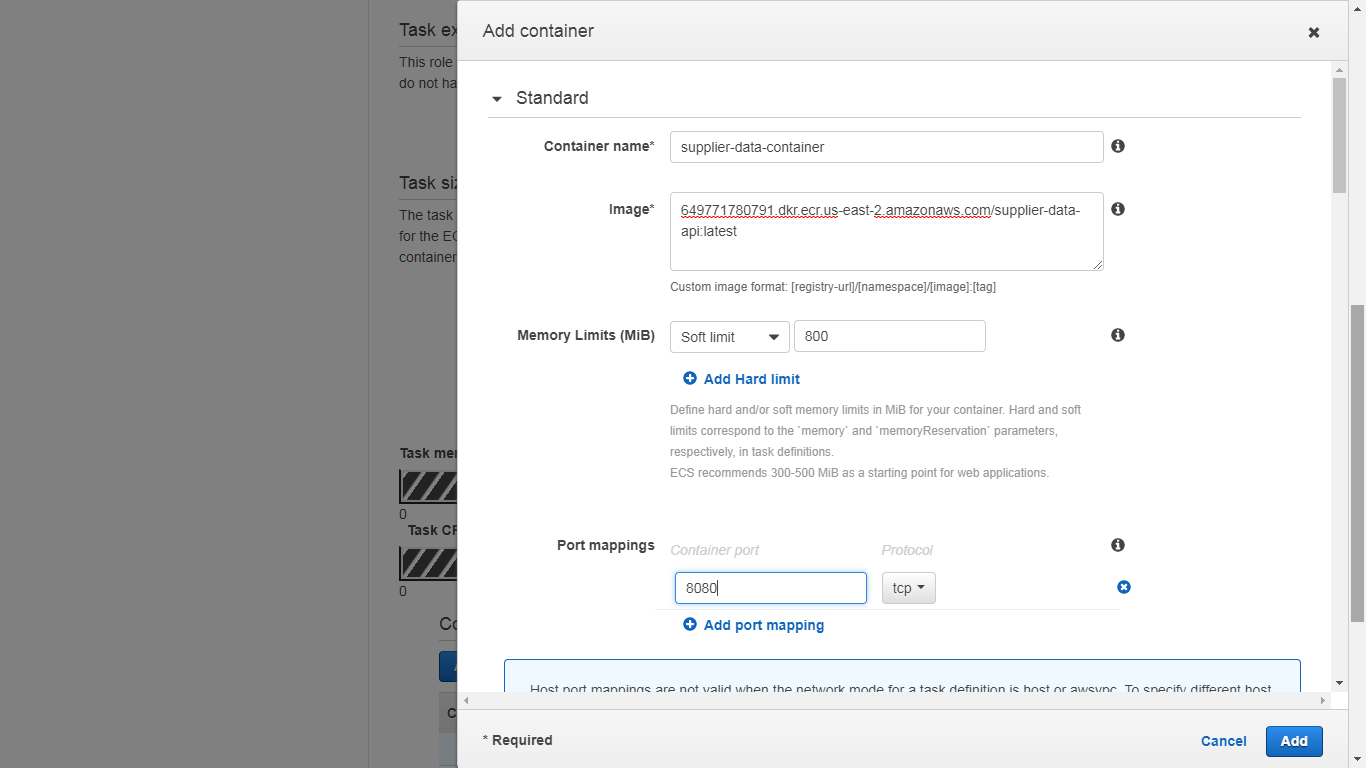 Add container
Task ex
This role
do not ha
Standard
Container name*
supplier-data-container
Task siz
Image*
649771780791.dkr.ecr.us-east-2.amazonaws.com/supplier-data-
api:latest
The task
for the EC
container
Custom image format: [registry-url]/[namespace]/[image]:[tag]
Memory Limits (MiB)
Soft limit
800
Add Hard limit
Define hard and/or soft memory limits in MiB for your container. Hard and soft
limits correspond to the `memory` and `memoryReservation` parameters,
respectively, in task definitions.
ECS recommends 300-500 MiB as a starting point for web applications.
Task mem
0
Task CP
0
Port mappings
Container port
Protocol
8080
tcp
Add port mapping
Host port mappings are not valid when the network mode for a task definition is host or awsvpc. To specify different host
* Required
Cancel
Add